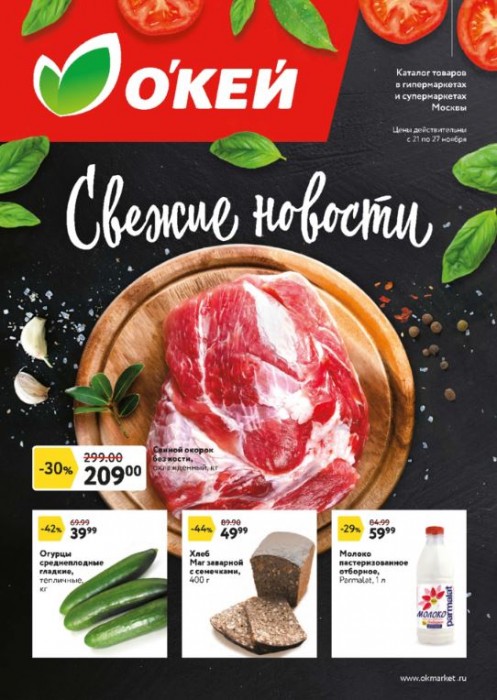 О'КЕЙ
Каталог товаров
в гипермаркетах
и супермаркетах
Москвы
Цены действительны
с 21 по 27 ноября
Свежие новости
-30%
299.00
209 00
Свиной окорок
без кости,
охлажденный, кг
-42%
69.99
39 99
Огурцы
среднеплодные
гладкие,
тепличные,
кг
-44%
89.90
49 99
Хлеб
Маг заварной
с семечками,
400 г
-29%
84.99
59 99
Молоко
пастеризованное
отборное,
Parmalat, 1 л
МОЛОКО
parmalat
www.okmarket.ru